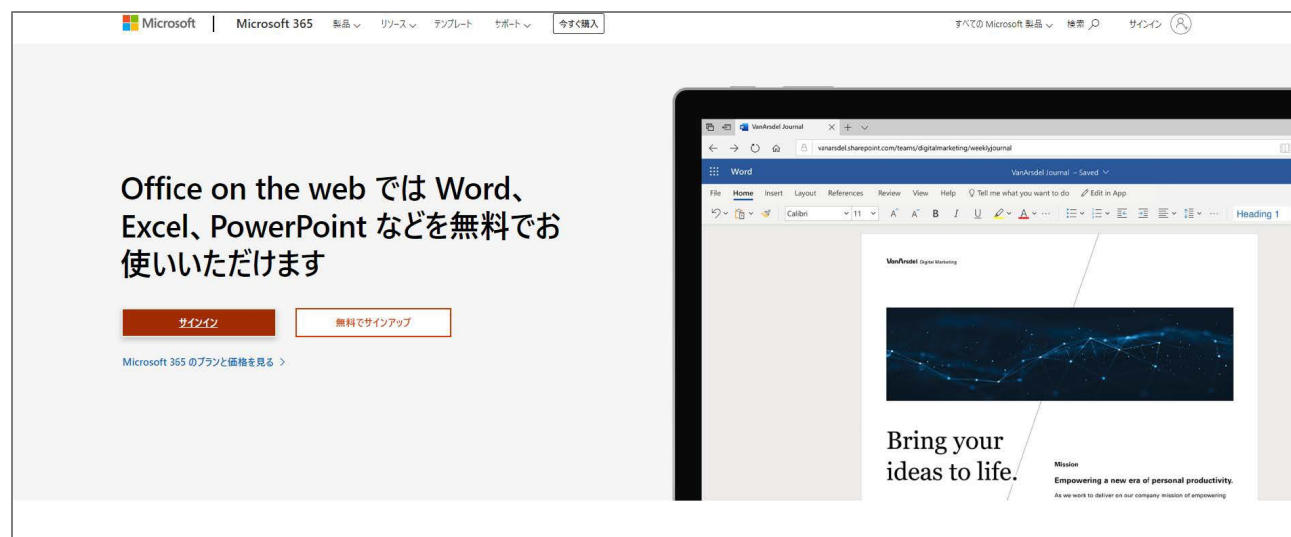 Microsoft Microsoft 365 製品 リソース テンプレート サポート 今すぐ購入 すべての Microsoft 製品 検索 サインイン
Office on the web では Word、
Excel、PowerPoint などを無料でお
使いいただけます
サインイン 無料でサインアップ
Microsoft 365 のプランと価格を見る
VanArsdel Journal
vanarsdel.sharepoint.com/teams/digitalmarketing/weeklyjournal
Word VanArsdel Journal – Saved
File Home Insert Layout References Review View Help Tell me what you want to do Edit in App
Calibri 11 A A B I U A Heading 1
VanArsdel Digital Marketing
Bring your
ideas to life.
Mission
Empowering a new era of personal productivity.
As we work to deliver on our company mission of empowering